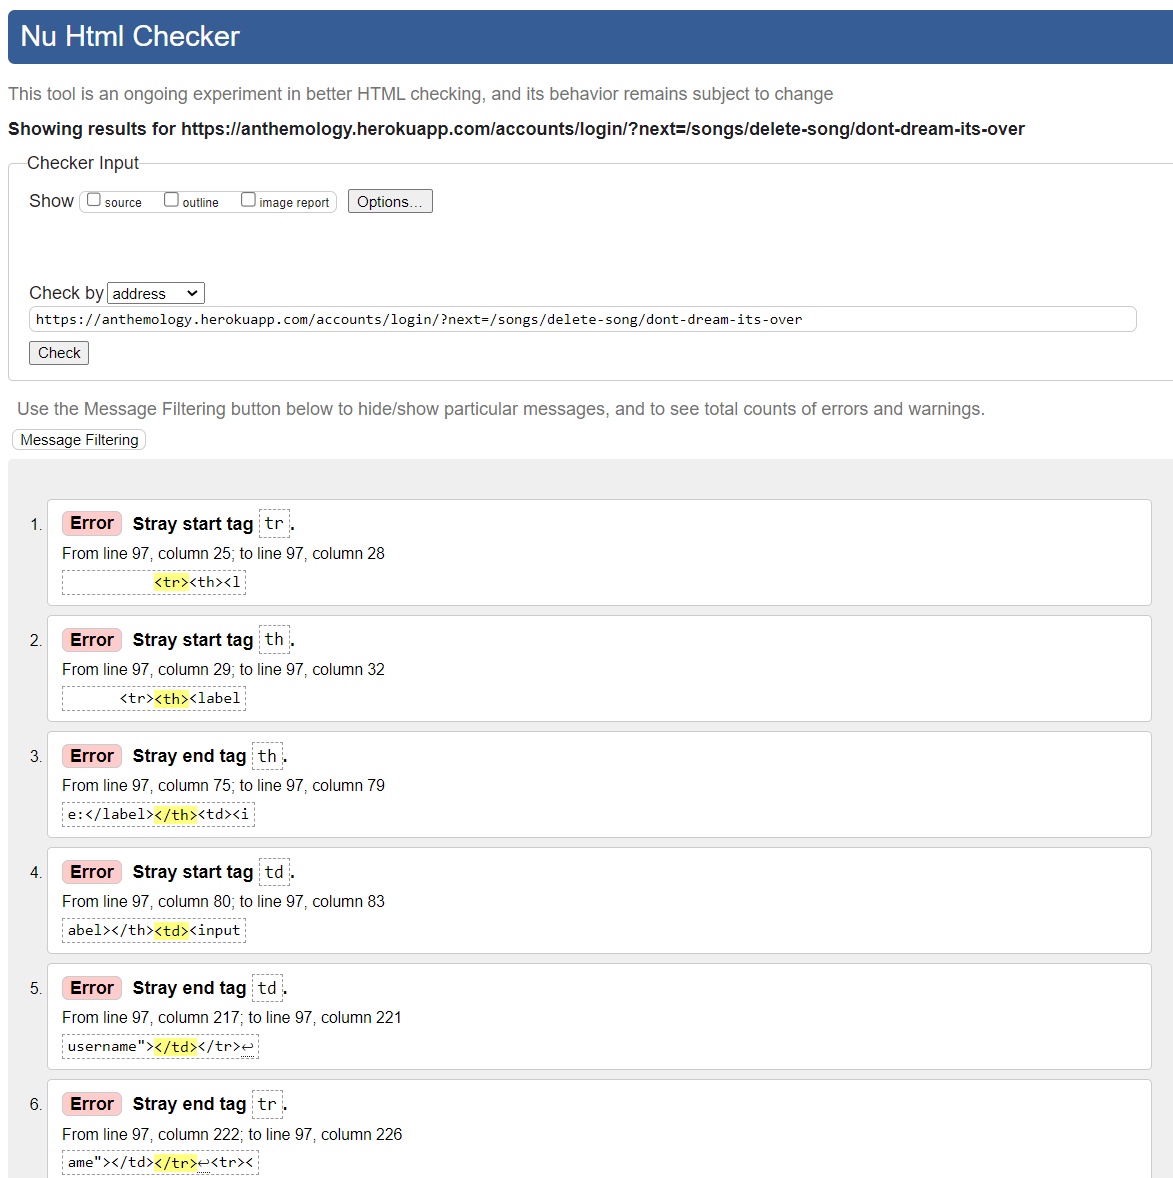 Nu Html Checker
This tool is an ongoing experiment in better HTML checking, and its behavior remains subject to change
Showing results for https://anthemology.herokuapp.com/accounts/login/?next=/songs/delete-song/dont-dream-its-over
Checker Input
Show source outline image report Options...
Check by address
https://anthemology.herokuapp.com/accounts/login/?next=/songs/delete-song/dont-dream-its-over
Check
Use the Message Filtering button below to hide/show particular messages, and to see total counts of errors and warnings.
Message Filtering
1. Error Stray start tag tr.
From line 97, column 25; to line 97, column 28
<tr><th><l
2. Error Stray start tag th.
From line 97, column 29; to line 97, column 32
<tr><th><label
3. Error Stray end tag th.
From line 97, column 75; to line 97, column 79
e:</label></th><td><i
4. Error Stray start tag td.
From line 97, column 80; to line 97, column 83
abel></th><td><input
5. Error Stray end tag td.
From line 97, column 217; to line 97, column 221
username"></td></tr>↩
6. Error Stray end tag tr.
From line 97, column 222; to line 97, column 226
ame"></td></tr>↩<tr><